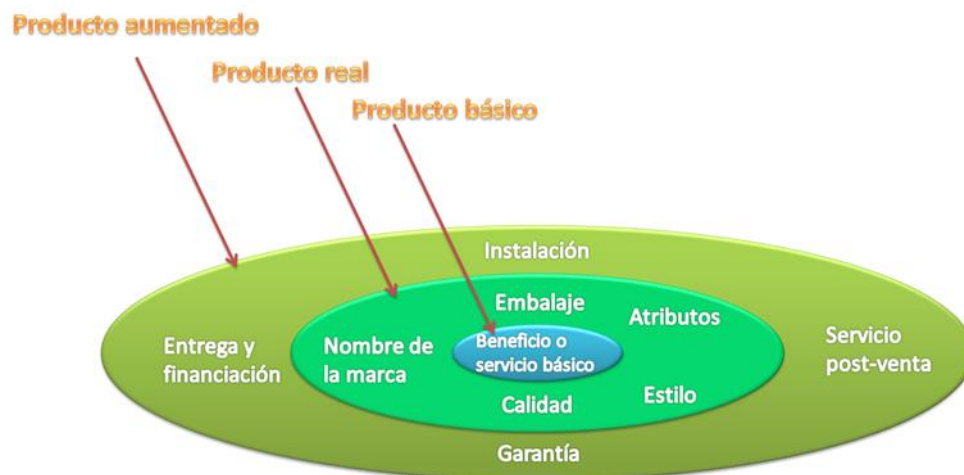 Producto aumentado
Producto real
Producto básico
Instalación
Embalaje
Atributos
Entrega y
financiación
Nombre de
la marca
Beneficio o
servicio básico
Servicio
post-venta
Calidad
Estilo
Garantía